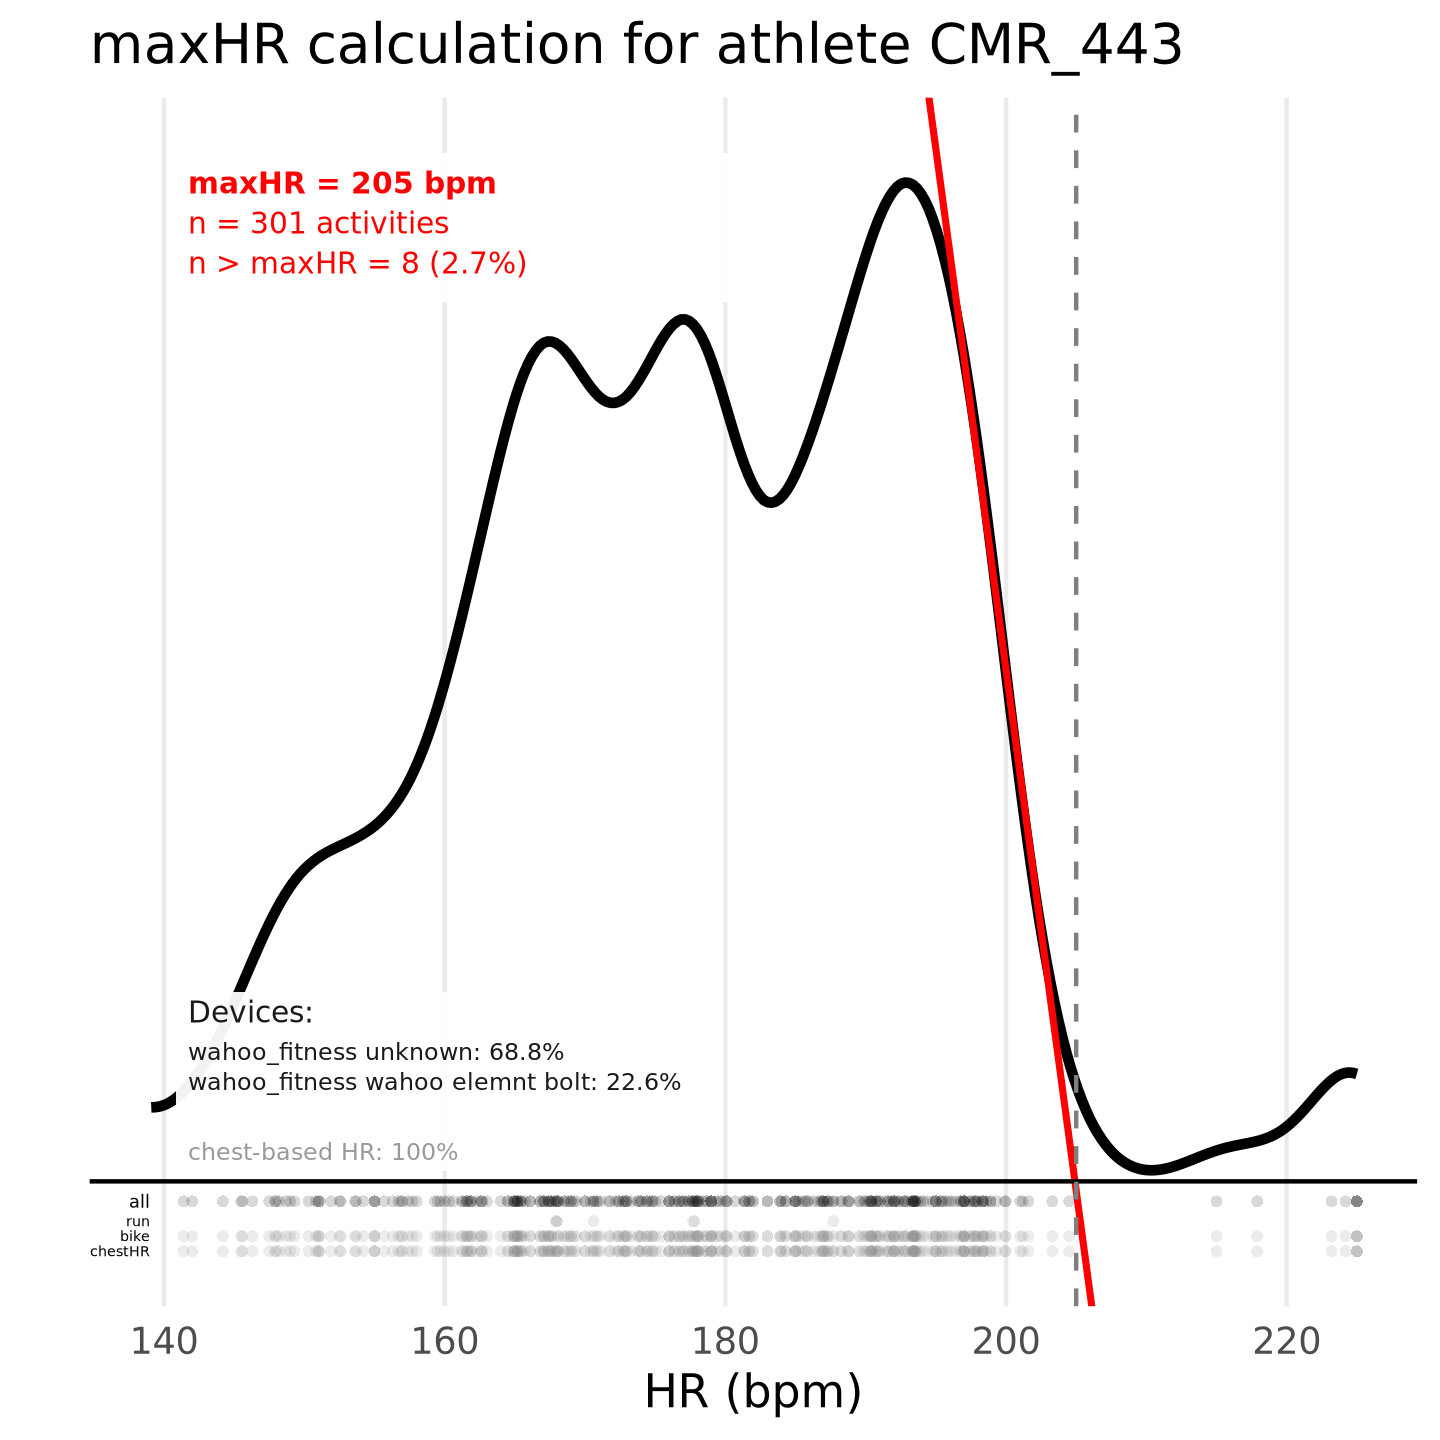 maxHR calculation for athlete CMR_443
maxHR = 205 bpm
n = 301 activities
n > maxHR = 8 (2.7%)
Devices:
wahoo_fitness unknown: 68.8%
wahoo_fitness wahoo elemnt bolt: 22.6%
chest-based HR: 100%
all
run
bike
chestHR
140 160 180 200 220
HR (bpm)